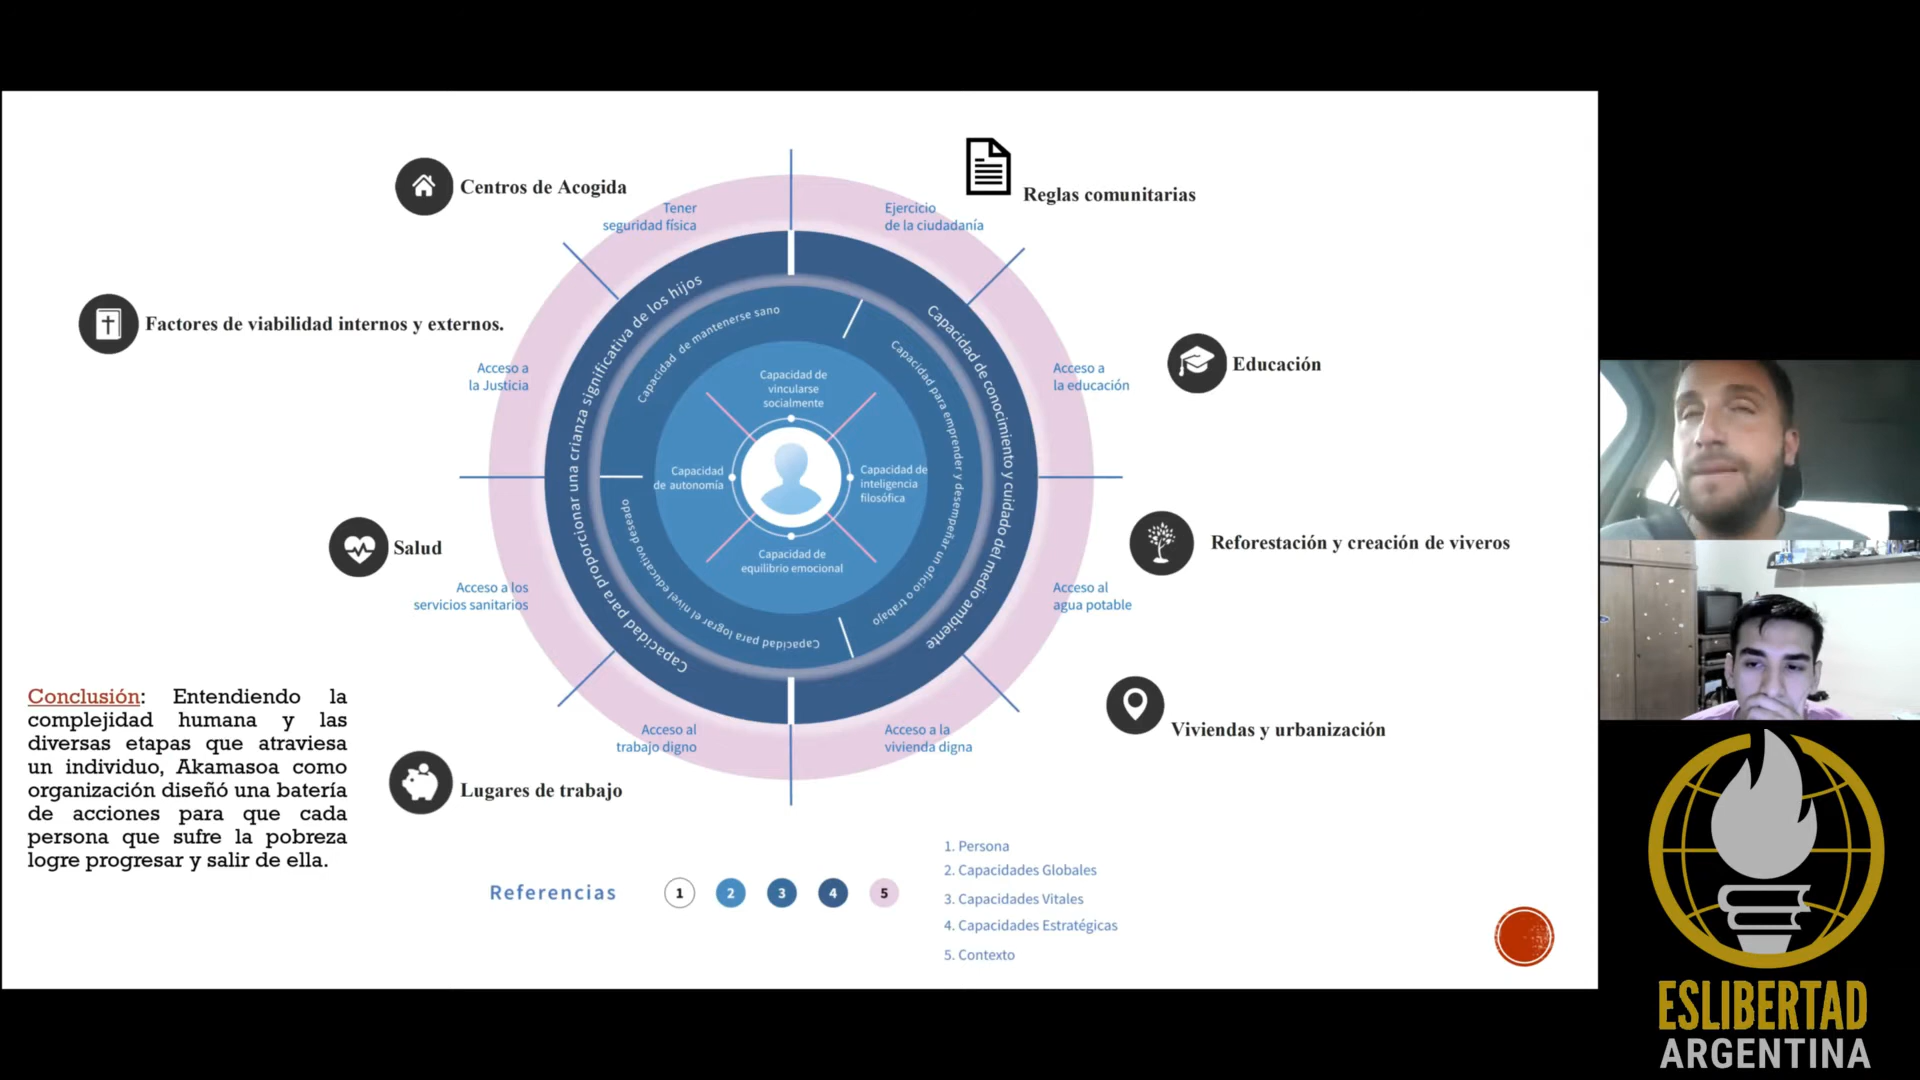 Centros de Acogida
Reglas comunitarias
Tener
seguridad física
Ejercicio
de la ciudadanía
Factores de viabilidad internos y externos.
Acceso a
la Justicia
Acceso a
la educación
Educación
Capacidad para proporcionar una crianza significativa de los hijos
Capacidad de conocimiento y cuidado del medio ambiente
Capacidad de mantenerse sano
Capacidad para emprender y desempeñar un oficio o trabajo
Capacidad para lograr el nivel educativo deseado
Capacidad de
vincularse
socialmente
Capacidad
de autonomía
Capacidad de
inteligencia
filosófica
Capacidad de
equilibrio emocional
Salud
Reforestación y creación de viveros
Acceso a los
servicios sanitarios
Acceso al
agua potable
Acceso al
trabajo digno
Acceso a la
vivienda digna
Viviendas y urbanización
Lugares de trabajo
Conclusión: Entendiendo la
complejidad humana y las
diversas etapas que atraviesa
un individuo, Akamasoa como
organización diseñó una batería
de acciones para que cada
persona que sufre la pobreza
logre progresar y salir de ella.
Referencias 1 2 3 4 5
1. Persona
2. Capacidades Globales
3. Capacidades Vitales
4. Capacidades Estratégicas
5. Contexto
ESLIBERTAD
ARGENTINA